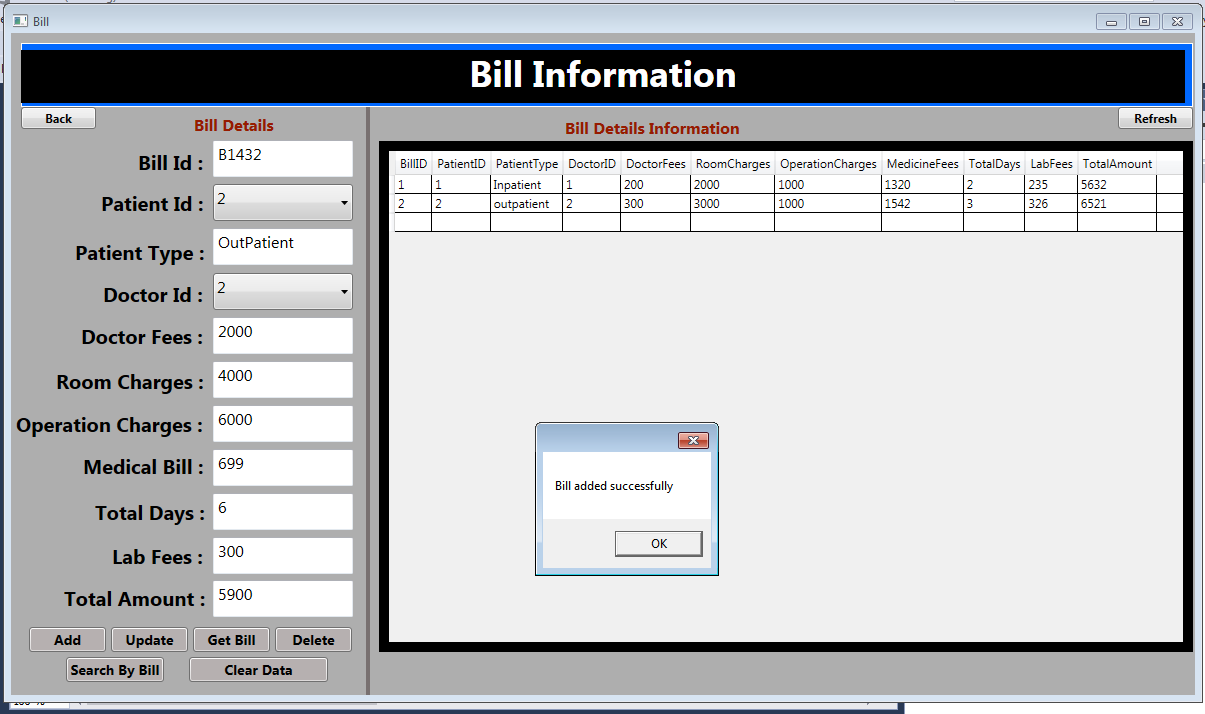 Bill
Bill Information
Back
Refresh
Bill Details
Bill Id : B1432
Patient Id : 2
Patient Type : OutPatient
Doctor Id : 2
Doctor Fees : 2000
Room Charges : 4000
Operation Charges : 6000
Medical Bill : 699
Total Days : 6
Lab Fees : 300
Total Amount : 5900
Add Update Get Bill Delete
Search By Bill Clear Data
Bill Details Information
BillID PatientID PatientType DoctorID DoctorFees RoomCharges OperationCharges MedicineFees TotalDays LabFees TotalAmount
1 1 Inpatient 1 200 2000 1000 1320 2 235 5632
2 2 outpatient 2 300 3000 1000 1542 3 326 6521
Bill added successfully
OK